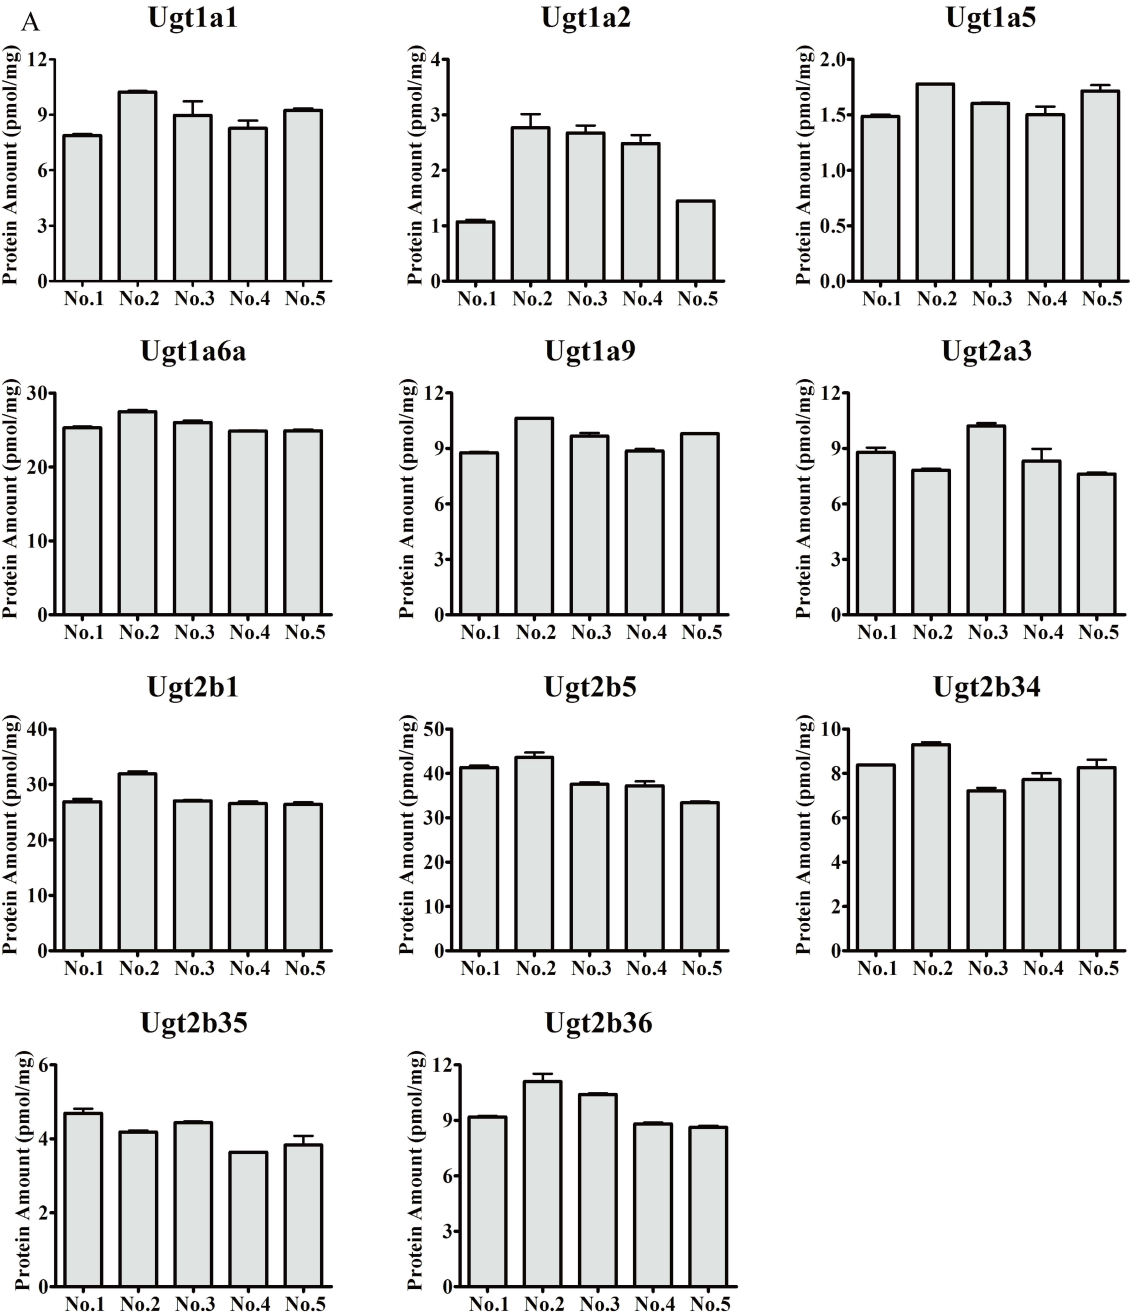 A
Ugt1a1
Protein Amount (pmol/mg)
12
9
6
3
0
No.1 No.2 No.3 No.4 No.5
Ugt1a2
Protein Amount (pmol/mg)
4
3
2
1
0
No.1 No.2 No.3 No.4 No.5
Ugt1a5
Protein Amount (pmol/mg)
2.0
1.5
1.0
0.5
0.0
No.1 No.2 No.3 No.4 No.5
Ugt1a6a
Protein Amount (pmol/mg)
30
20
10
0
No.1 No.2 No.3 No.4 No.5
Ugt1a9
Protein Amount (pmol/mg)
12
9
6
3
0
No.1 No.2 No.3 No.4 No.5
Ugt2a3
Protein Amount (pmol/mg)
12
9
6
3
0
No.1 No.2 No.3 No.4 No.5
Ugt2b1
Protein Amount (pmol/mg)
40
30
20
10
0
No.1 No.2 No.3 No.4 No.5
Ugt2b5
Protein Amount (pmol/mg)
50
40
30
20
10
0
No.1 No.2 No.3 No.4 No.5
Ugt2b34
Protein Amount (pmol/mg)
10
8
6
4
2
0
No.1 No.2 No.3 No.4 No.5
Ugt2b35
Protein Amount (pmol/mg)
6
4
2
0
No.1 No.2 No.3 No.4 No.5
Ugt2b36
Protein Amount (pmol/mg)
12
9
6
3
0
No.1 No.2 No.3 No.4 No.5